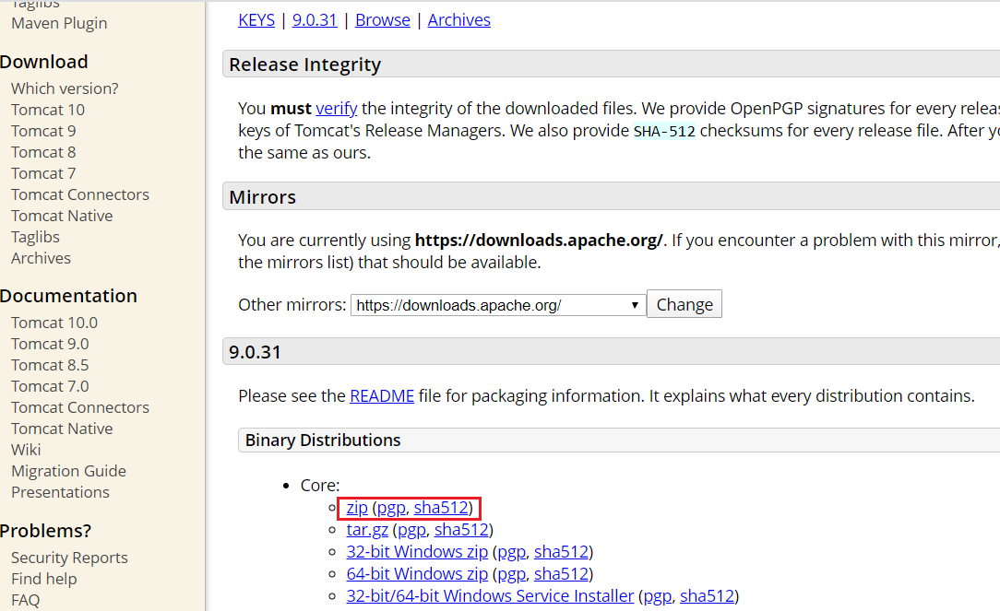 Taglibs
Maven Plugin
Download
Which version?
Tomcat 10
Tomcat 9
Tomcat 8
Tomcat 7
Tomcat Connectors
Tomcat Native
Taglibs
Archives
Documentation
Tomcat 10.0
Tomcat 9.0
Tomcat 8.5
Tomcat 7.0
Tomcat Connectors
Tomcat Native
Wiki
Migration Guide
Presentations
Problems?
Security Reports
Find help
FAQ
KEYS | 9.0.31 | Browse | Archives
Release Integrity
You must verify the integrity of the downloaded files. We provide OpenPGP signatures for every
keys of Tomcat's Release Managers. We also provide SHA-512 checksums for every release file. After
the same as ours.
Mirrors
You are currently using https://downloads.apache.org/. If you encounter a problem with this mirror,
the mirrors list) that should be available.
Other mirrors: https://downloads.apache.org/ Change
9.0.31
Please see the README file for packaging information. It explains what every distribution contains.
Binary Distributions
Core:
zip (pgp, sha512)
tar.gz (pgp, sha512)
32-bit Windows zip (pgp, sha512)
64-bit Windows zip (pgp, sha512)
32-bit/64-bit Windows Service Installer (pgp, sha512)